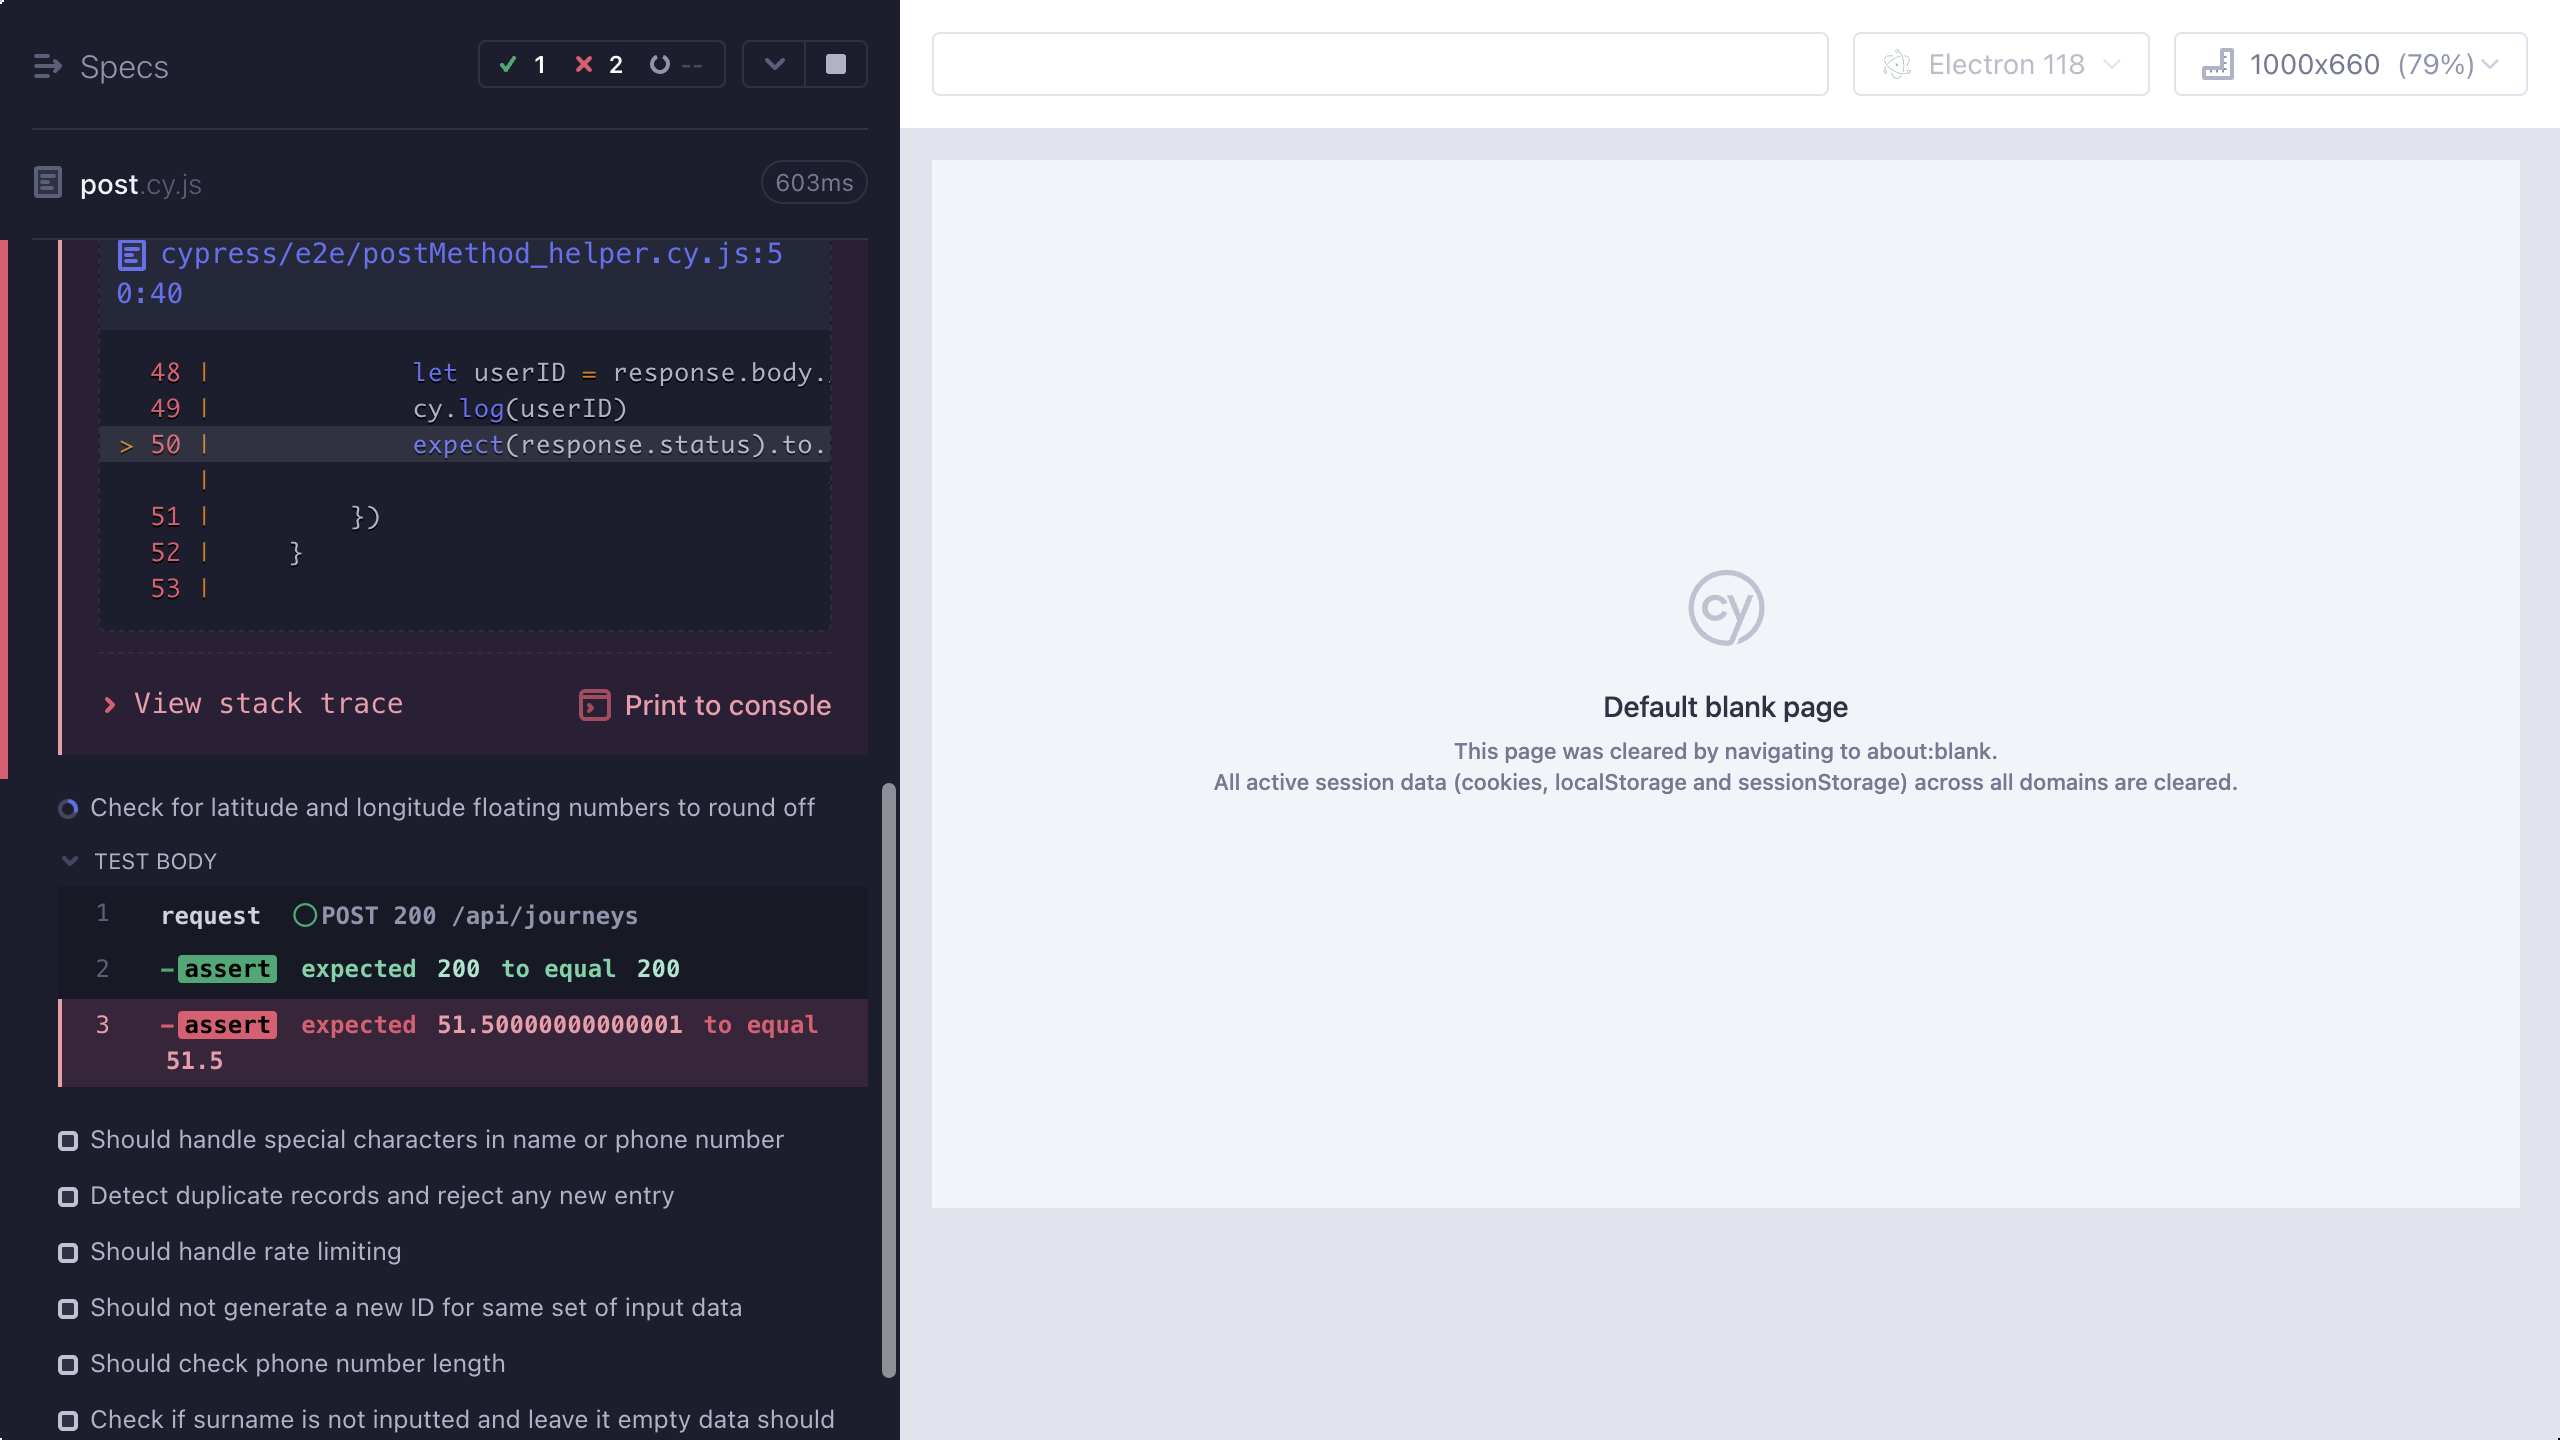 Specs
1 2 --
post.cy.js
603ms
cypress/e2e/postMethod_helper.cy.js:5
0:40
48 | let userID = response.body.
49 | cy.log(userID)
> 50 | expect(response.status).to.
|
51 | })
52 | }
53 |
View stack trace
Print to console
Check for latitude and longitude floating numbers to round off
TEST BODY
1 request POST 200 /api/journeys
2 -assert expected 200 to equal 200
3 -assert expected 51.50000000000001 to equal
51.5
Should handle special characters in name or phone number
Detect duplicate records and reject any new entry
Should handle rate limiting
Should not generate a new ID for same set of input data
Should check phone number length
Check if surname is not inputted and leave it empty data should
Electron 118
1000x660 (79%)
cy
Default blank page
This page was cleared by navigating to about:blank.
All active session data (cookies, localStorage and sessionStorage) across all domains are cleared.